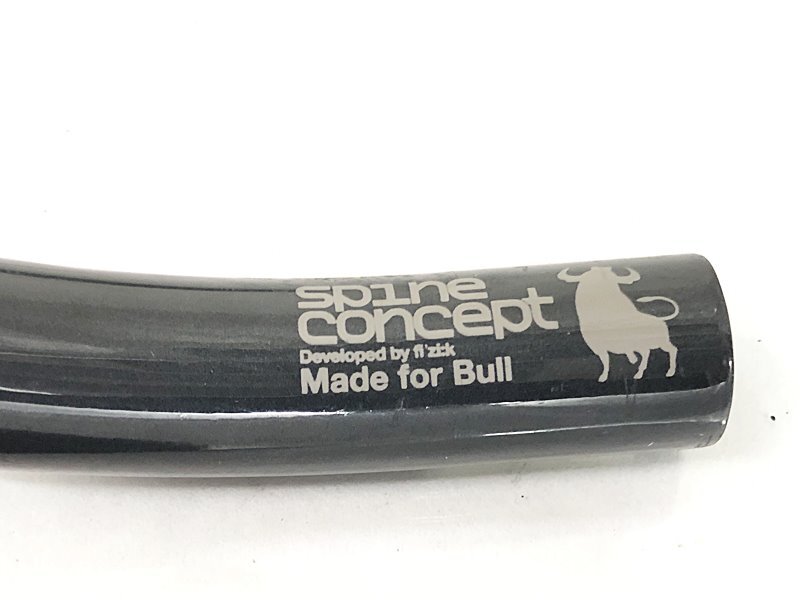 spine
concept
Developed by fi'zi:k
Made for Bull